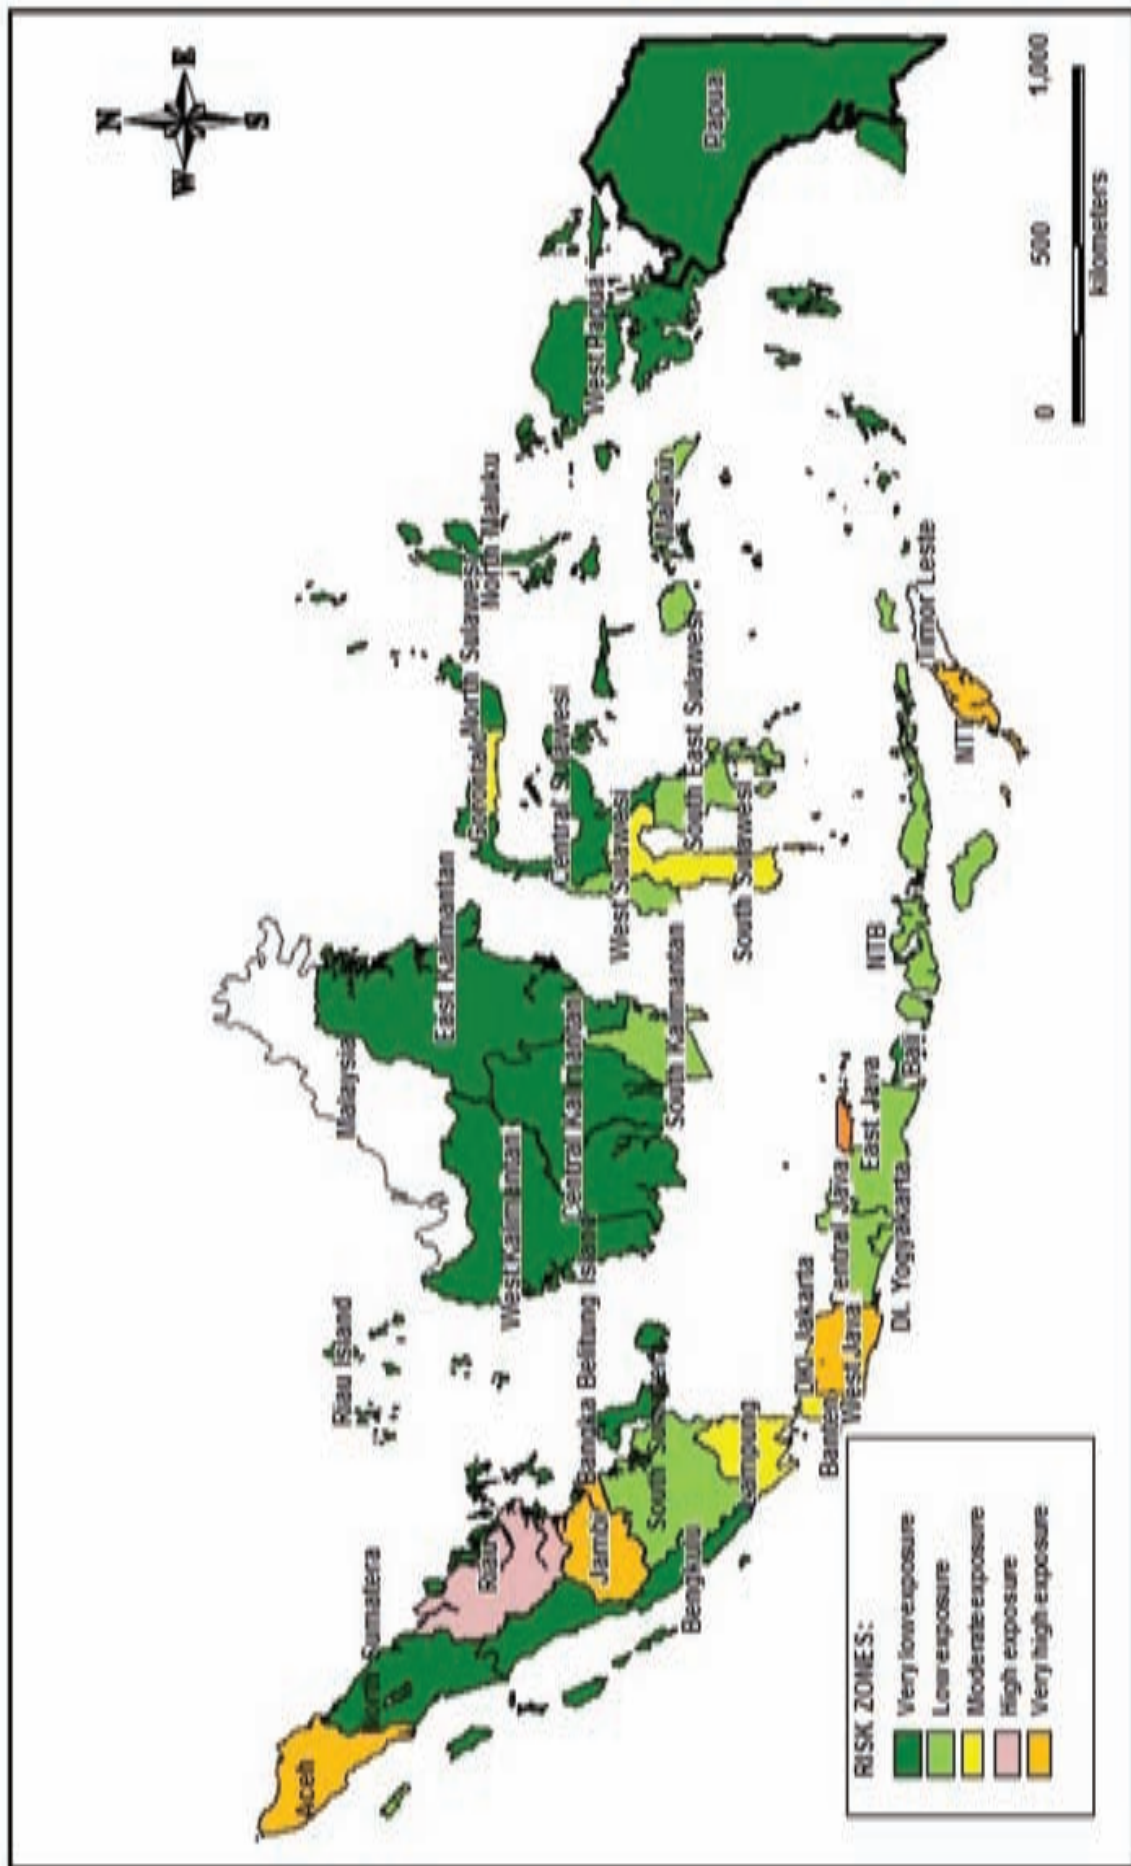 N
W
E
S
Malaysia
Riau Island
Aceh
North Sumatera
Riau
East Kalimantan
West Kalimantan
Central Kalimantan
South Kalimantan
Gorontalo
North Sulawesi
North Maluku
Central Sulawesi
West Sulawesi
South East Sulawesi
South Sulawesi
West Papua
Papua
Maluku
Jambi
Bangka Belitung Island
South
Bengkulu
Lampung
Banten
DKI Jakarta
West Java
Central Java
DL Yogyakarta
East Java
Bali
NTB
NTT
Timor Leste
RISK ZONES:
Very low exposure
Low exposure
Moderate exposure
High exposure
Very high exposure
0
500
1,000
kilometers